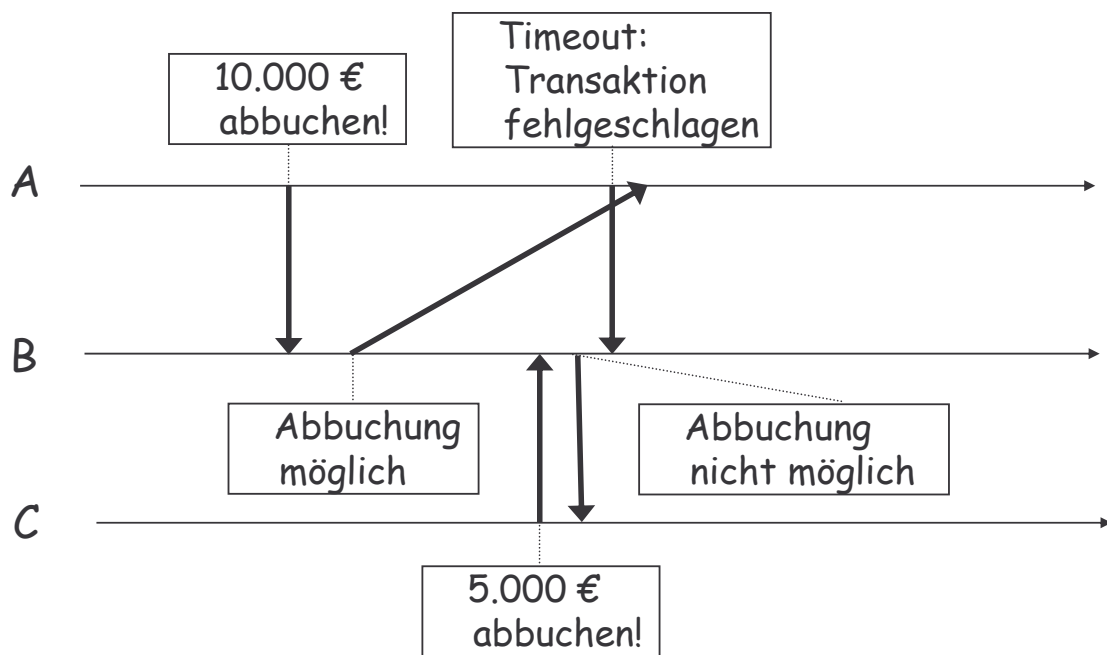 10.000 €
abbuchen!
Timeout:
Transaktion
fehlgeschlagen
A
B
Abbuchung
möglich
Abbuchung
nicht möglich
C
5.000 €
abbuchen!